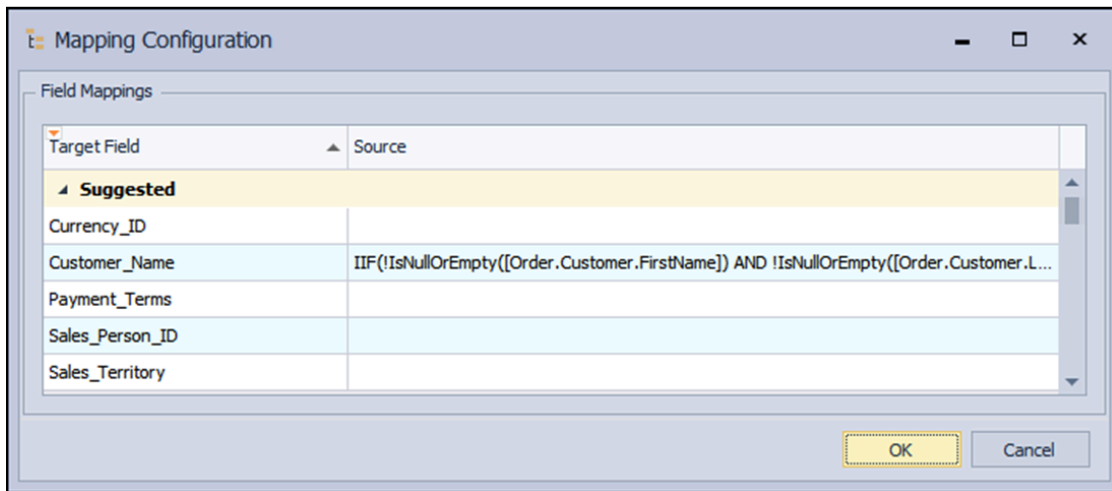 Mapping Configuration
Field Mappings
Target Field Source
Suggested
Currency_ID
Customer_Name IIF(!IsNullOrEmpty([Order.Customer.FirstName]) AND !IsNullOrEmpty([Order.Customer.L...
Payment_Terms
Sales_Person_ID
Sales_Territory
OK Cancel